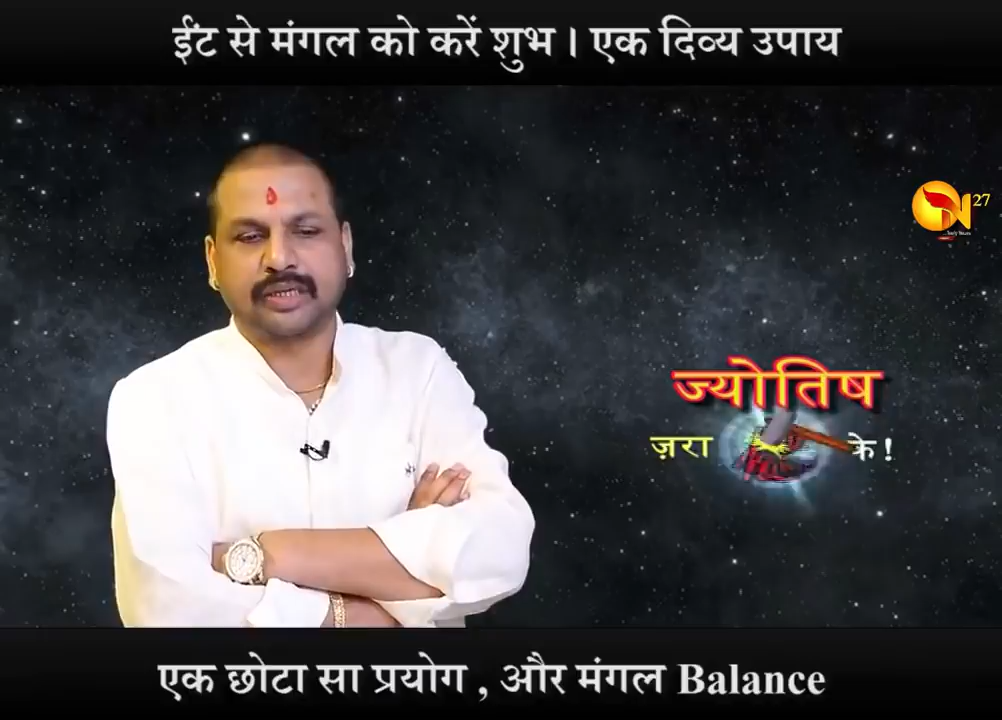 ईंट से मंगल को करें शुभ । एक दिव्य उपाय
N 27
ज्योतिष
ज़रा के !
एक छोटा सा प्रयोग , और मंगल Balance